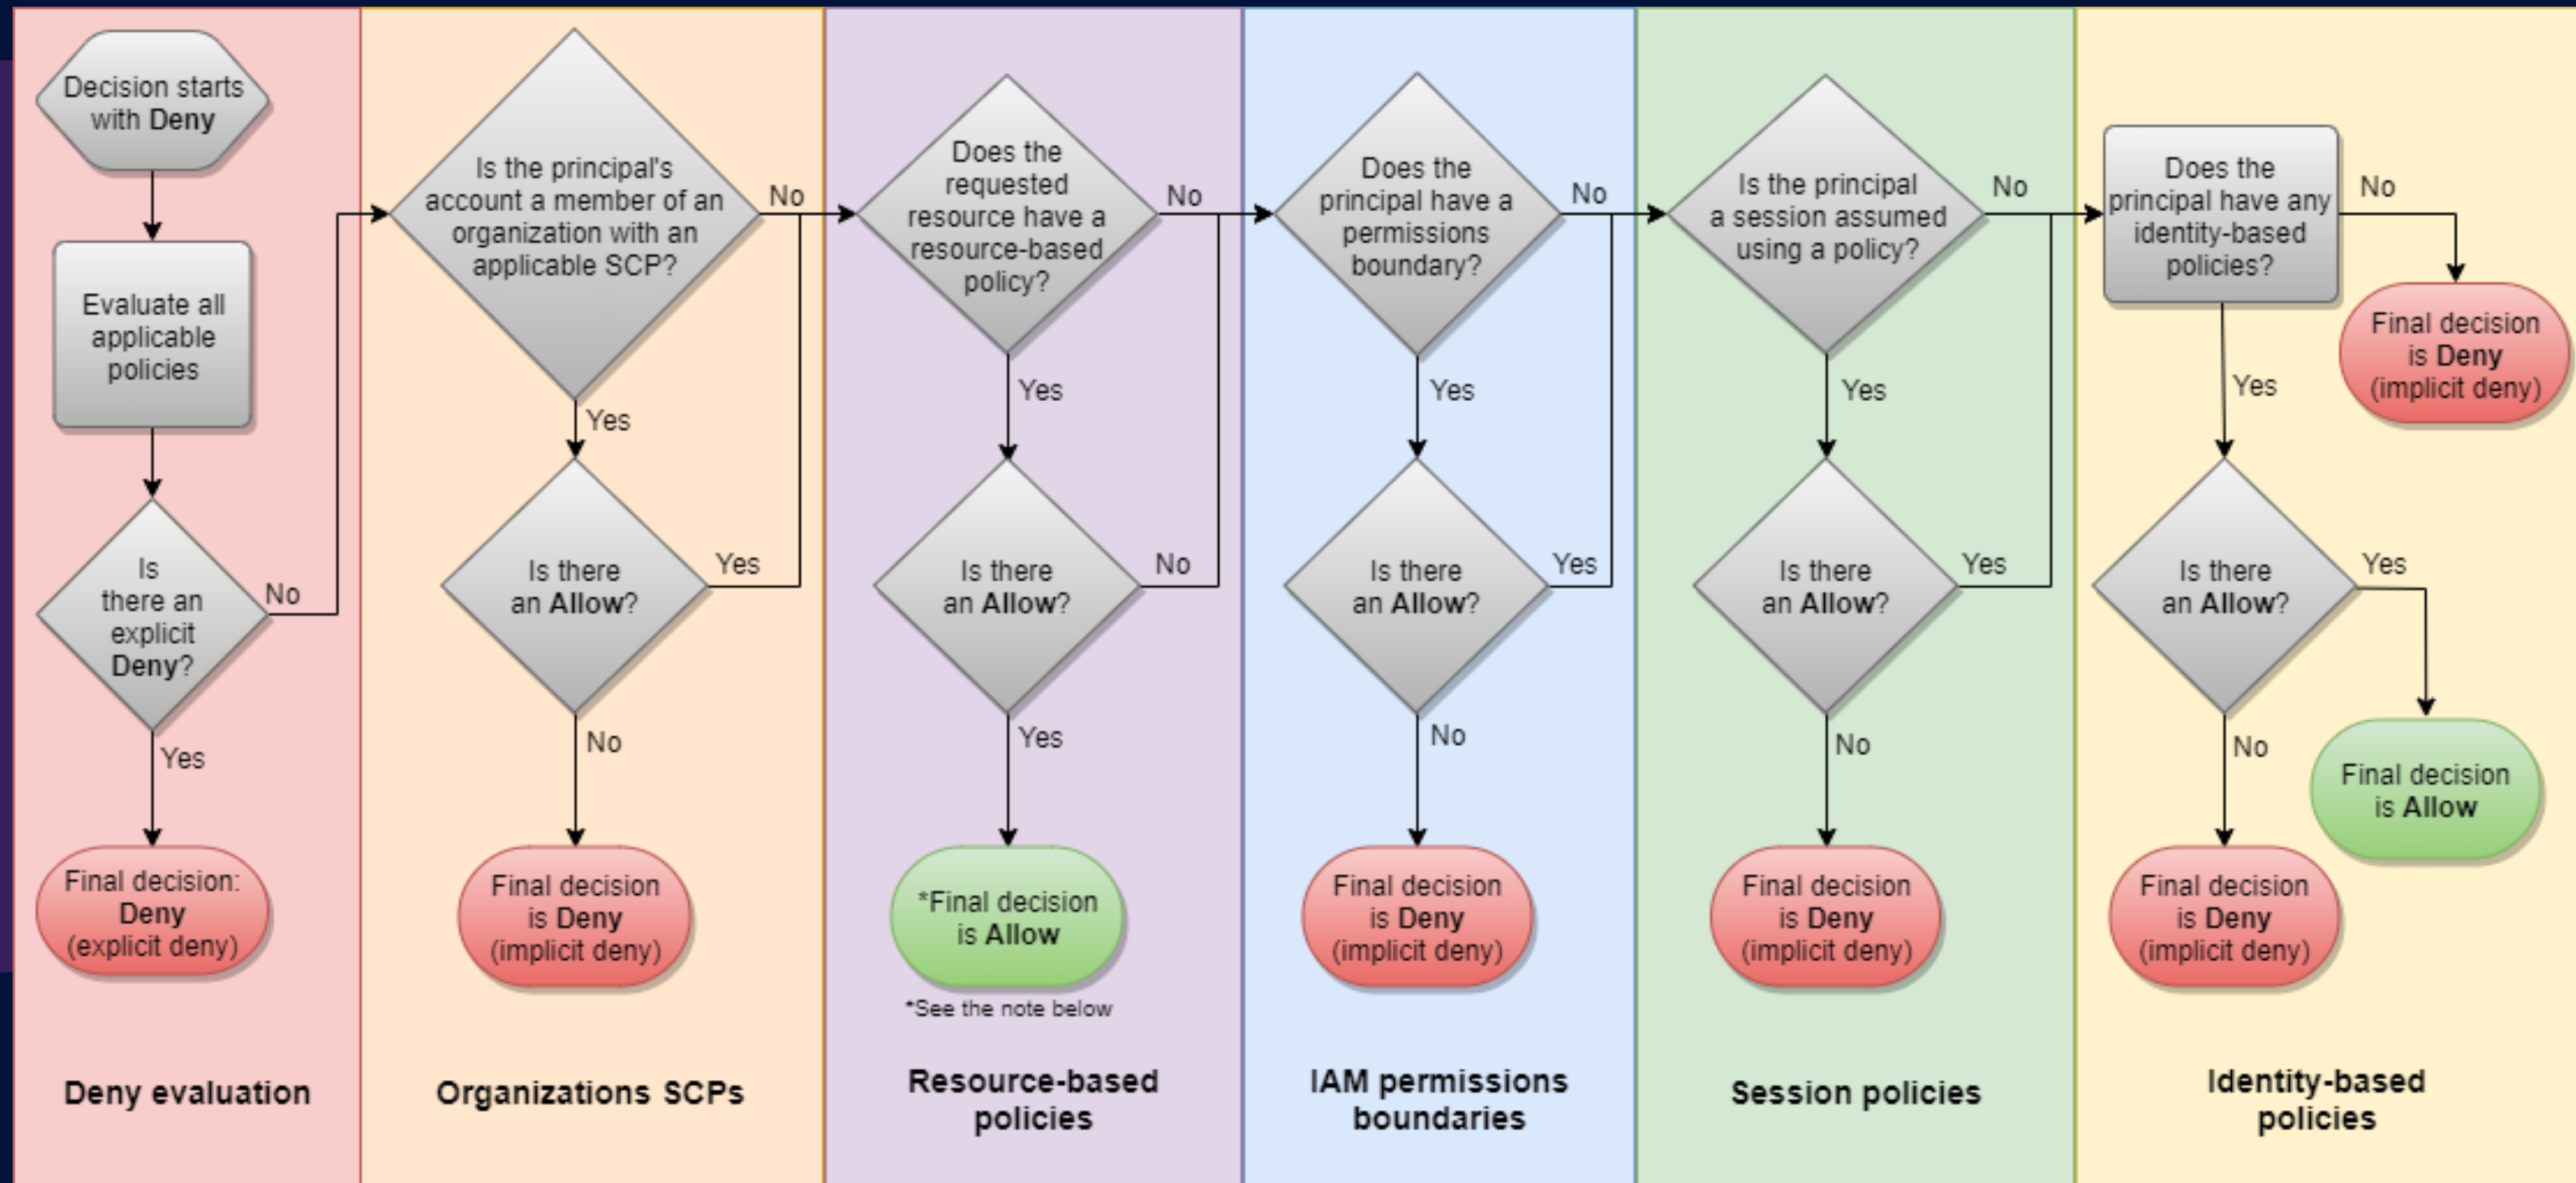 Decision starts
with Deny
Evaluate all
applicable
policies
Is
there an
explicit
Deny?
No
Yes
Final decision:
Deny
(explicit deny)
Deny evaluation
Is the principal's
account a member of an
organization with an
applicable SCP?
No
Yes
Is there
an Allow?
Yes
No
Final decision
is Deny
(implicit deny)
Organizations SCPs
Does the
requested
resource have a
resource-based
policy?
No
Yes
Is there
an Allow?
No
Yes
*Final decision
is Allow
*See the note below
Resource-based
policies
Does the
principal have a
permissions
boundary?
No
Yes
Is there
an Allow?
Yes
No
Final decision
is Deny
(implicit deny)
IAM permissions
boundaries
Is the principal
a session assumed
using a policy?
No
Yes
Is there
an Allow?
Yes
No
Final decision
is Deny
(implicit deny)
Session policies
Does the
principal have any
identity-based
policies?
No
Final decision
is Deny
(implicit deny)
Yes
Is there
an Allow?
Yes
Final decision
is Allow
No
Final decision
is Deny
(implicit deny)
Identity-based
policies